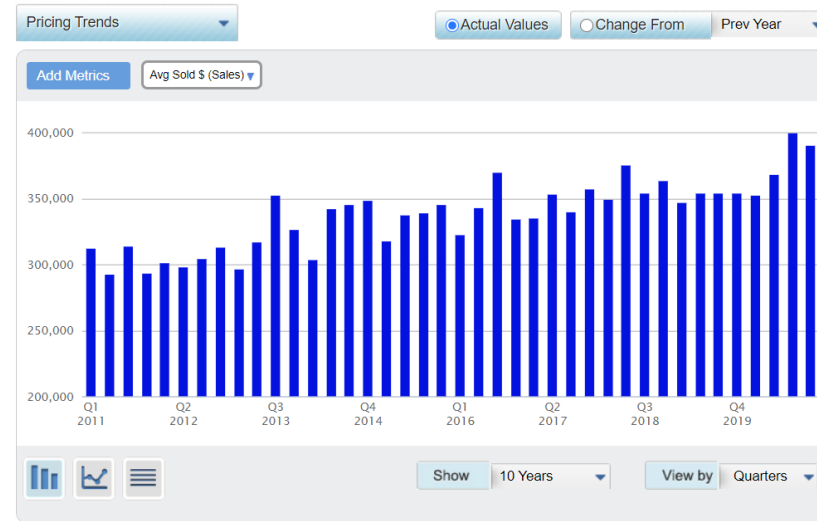 Pricing Trends
Actual Values
Change From
Prev Year
Add Metrics
Avg Sold $ (Sales)
400,000
350,000
300,000
250,000
200,000
Q1 Q2 Q3 Q4 Q1 Q2 Q3 Q4
2011 2012 2013 2014 2016 2017 2018 2019
Show
10 Years
View by
Quarters